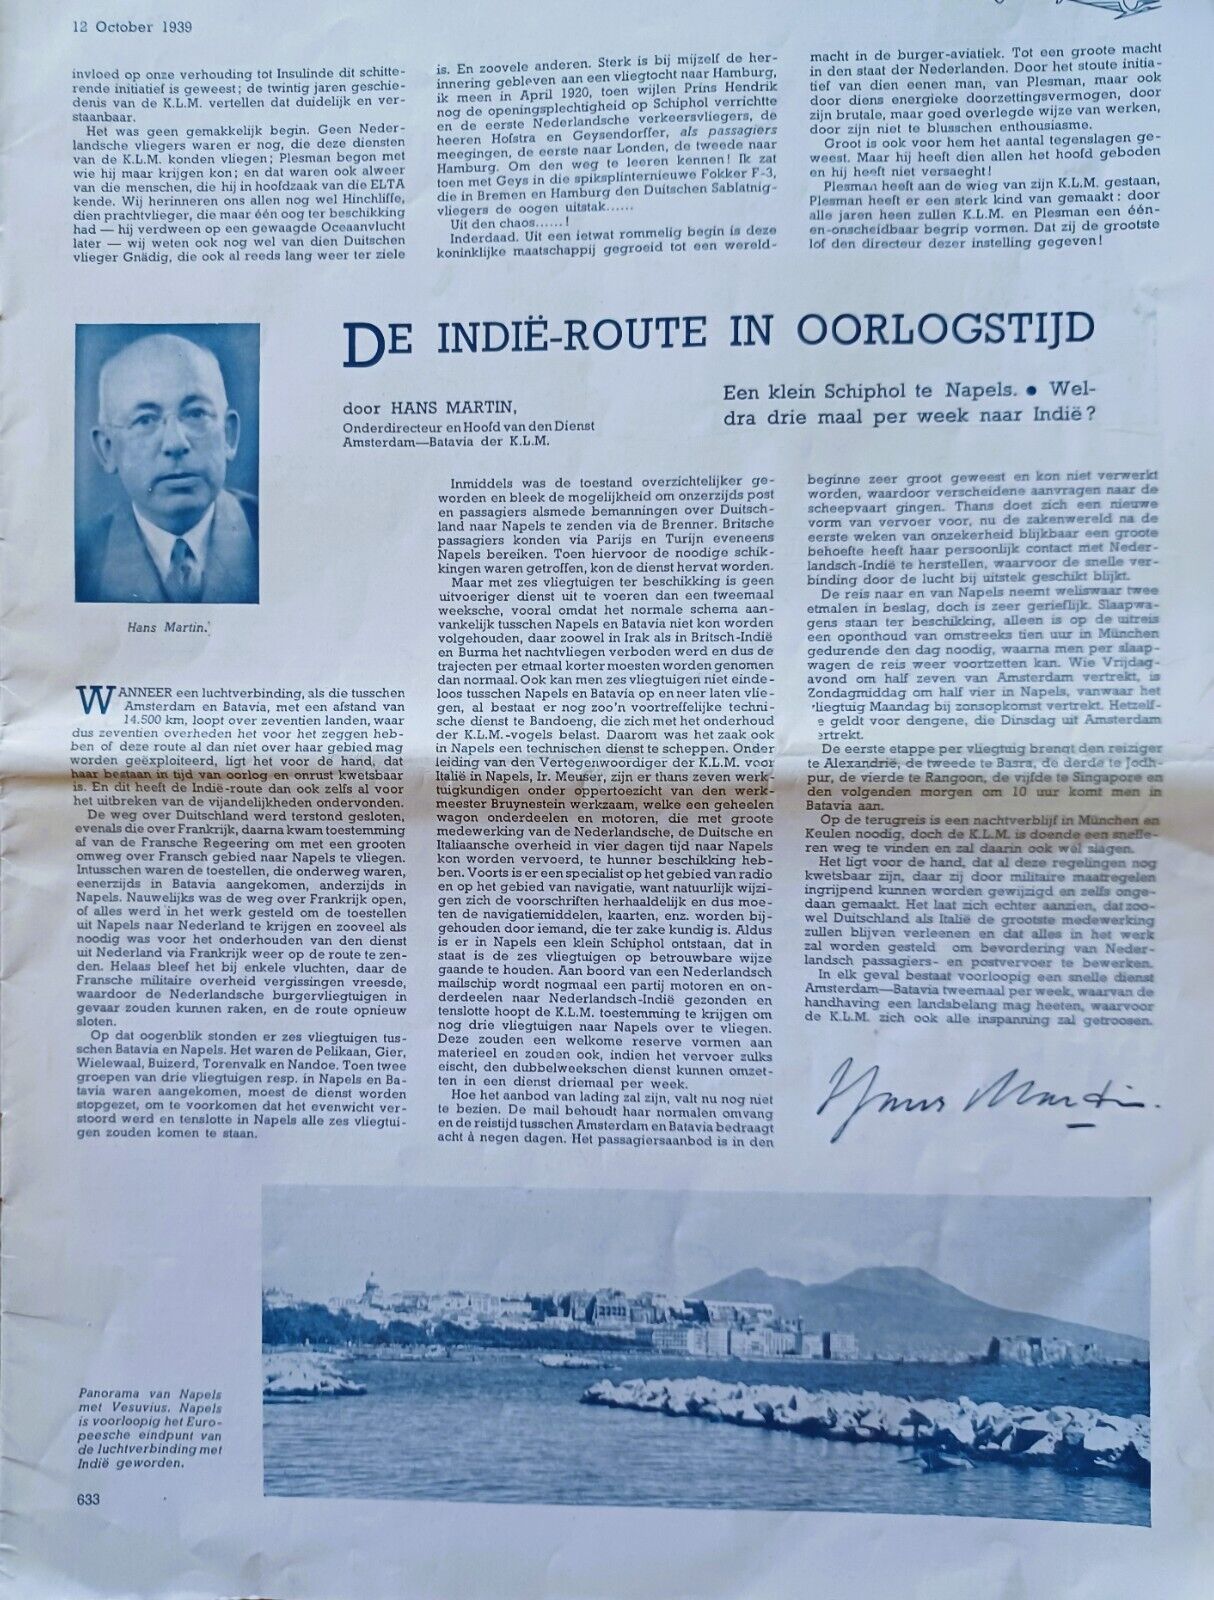 12 October 1939
invloed op onze verhouding tot Insulinde dit schitte-
rende initiatief is geweest; de twintig jaren geschie-
denis van de K.L.M. vertellen dat duidelijk en ver-
staanbaar.
Het was geen gemakkelijk begin. Geen Neder-
landsche vliegers waren er nog, die deze diensten
van de K.L.M. konden vliegen; Plesman begon met
wie hij maar krijgen kon; en dat waren ook alweer
van die menschen, die hij in hoofdzaak van die ELTA
kende. Wij herinneren ons allen nog wel Hinchliffe,
dien prachtvlieger, die maar één oog ter beschikking
had — hij verdween op een gewaagde Oceaanvlucht
later — wij weten ook nog wel van dien Duitschen
vlieger Gnädig, die ook al reeds lang weer ter ziele
is. En zoovele anderen. Sterk is bij mijzelf de her-
innering gebleven aan een vliegtocht naar Hamburg,
ik meen in April 1920, toen wijlen Prins Hendrik
nog de openingsplechtigheid op Schiphol verrichtte
en de eerste Nederlandsche verkeersvliegers, de
heeren Hofstra en Geysendorffer, als passagiers
meegingen, de eerste naar Londen, de tweede naar
Hamburg. Om den weg te leeren kennen! Ik zat
toen met Geys in die spiksplinternieuwe Fokker F-3,
die in Bremen en Hamburg den Duitschen Sablatnig-
vliegers de oogen uitstak......
Uit den chaos......!
Inderdaad. Uit een ietwat rommelig begin is deze
koninklijke maatschappij gegroeid tot een wereld-
macht in de burger-aviatiek. Tot een groote macht
in den staat der Nederlanden. Door het stoute initia-
tief van dien eenen man, van Plesman, maar ook
door diens energieke doorzettingsvermogen, door
zijn brutale, maar goed overlegde wijze van werken,
door zijn niet te blusschen enthousiasme.
Groot is ook voor hem het aantal tegenslagen ge-
weest. Maar hij heeft dien allen het hoofd geboden
en hij heeft niet versaeght!
Plesman heeft aan de wieg van zijn K.L.M. gestaan,
Plesman heeft er een sterk kind van gemaakt: door
alle jaren heen zullen K.L.M. en Plesman een één-
en-onscheidbaar begrip vormen. Dat zij de grootste
lof den directeur dezer instelling gegeven!
DE INDIË-ROUTE IN OORLOGSTIJD
door HANS MARTIN,
Onderdirecteur en Hoofd van den Dienst
Amsterdam—Batavia der K.L.M.
Een klein Schiphol te Napels. ● Wel-
dra drie maal per week naar Indië?
Hans Martin.
WANNEER een luchtverbinding, als die tusschen
Amsterdam en Batavia, met een afstand van
14.500 km, loopt over zeventien landen, waar
dus zeventien overheden het voor het zeggen heb-
ben of deze route al dan niet over haar gebied mag
worden geëxploiteerd, ligt het voor de hand, dat
haar bestaan in tijd van oorlog en onrust kwetsbaar
is. En dit heeft de Indië-route dan ook zelfs al voor
het uitbreken van de vijandelijkheden ondervonden.
De weg over Duitschland werd terstond gesloten,
evenals die over Frankrijk, daarna kwam toestemming
af van de Fransche Regeering om met een grooten
omweg over Fransch gebied naar Napels te vliegen.
Intusschen waren de toestellen, die onderweg waren,
eenerzijds in Batavia aangekomen, anderzijds in
Napels. Nauwelijks was de weg over Frankrijk open,
of alles werd in het werk gesteld om de toestellen
uit Napels naar Nederland te krijgen en zooveel als
noodig was voor het onderhouden van den dienst
uit Nederland via Frankrijk weer op de route te zen-
den. Helaas bleef het bij enkele vluchten, daar de
Fransche militaire overheid vergissingen vreesde,
waardoor de Nederlandsche burgervliegtuigen in
gevaar zouden kunnen raken, en de route opnieuw
sloten.
Op dat oogenblik stonden er zes vliegtuigen tus-
schen Batavia en Napels. Het waren de Pelikaan, Gier,
Wielewaal, Buizerd, Torenvalk en Nandoe. Toen twee
groepen van drie vliegtuigen resp. in Napels en Ba-
tavia waren aangekomen, moest de dienst worden
stopgezet, om te voorkomen dat het evenwicht ver-
stoord werd en tenslotte in Napels alle zes vliegtui-
gen zouden komen te staan.
Inmiddels was de toestand overzichtelijker ge-
worden en bleek de mogelijkheid om onzerzijds post
en passagiers alsmede bemanningen over Duitsch-
land naar Napels te zenden via de Brenner. Britsche
passagiers konden via Parijs en Turijn eveneens
Napels bereiken. Toen hiervoor de noodige schik-
kingen waren getroffen, kon de dienst hervat worden.
Maar met zes vliegtuigen ter beschikking is geen
uitvoeriger dienst uit te voeren dan een tweemaal
weeksche, vooral omdat het normale schema aan-
vankelijk tusschen Napels en Batavia niet kon worden
volgehouden, daar zoowel in Irak als in Britsch-Indië
en Burma het nachtvliegen verboden werd en dus de
trajecten per etmaal korter moesten worden genomen
dan normaal. Ook kan men zes vliegtuigen niet einde-
loos tusschen Napels en Batavia op en neer laten vlie-
gen, al bestaat er nog zoo'n voortreffelijke techni-
sche dienst te Bandoeng, die zich met het onderhoud
der K.L.M.-vogels belast. Daarom was het zaak ook
in Napels een technischen dienst te scheppen. Onder
leiding van den Vertegenwoordiger der K.L.M. voor
Italië in Napels, Ir. Meuser, zijn er thans zeven werk-
tuigkundigen onder oppertoezicht van den werk-
meester Bruynestein werkzaam, welke een geheelen
wagon onderdeelen en motoren, die met groote
medewerking van de Nederlandsche, de Duitsche en
Italiaansche overheid in vier dagen tijd naar Napels
kon worden vervoerd, te hunner beschikking heb-
ben. Voorts is er een specialist op het gebied van radio
en op het gebied van navigatie, want natuurlijk wijzi-
gen zich de voorschriften herhaaldelijk en dus moe-
ten de navigatiemiddelen, kaarten, enz. worden bij-
gehouden door iemand, die ter zake kundig is. Aldus
is er in Napels een klein Schiphol ontstaan, dat in
staat is de zes vliegtuigen op betrouwbare wijze
gaande te houden. Aan boord van een Nederlandsch
mailschip wordt nogmaal een partij motoren en on-
derdeelen naar Nederlandsch-Indië gezonden en
tenslotte hoopt de K.L.M. toestemming te krijgen om
nog drie vliegtuigen naar Napels over te vliegen.
Deze zouden een welkome reserve vormen aan
materieel en zouden ook, indien het vervoer zulks
eischt, den dubbelweekschen dienst kunnen omzet-
ten in een dienst driemaal per week.
Hoe het aanbod van lading zal zijn, valt nu nog niet
te bezien. De mail behoudt haar normalen omvang
en de reistijd tusschen Amsterdam en Batavia bedraagt
acht à negen dagen. Het passagiersaanbod is in den
beginne zeer groot geweest en kon niet verwerkt
worden, waardoor verscheidene aanvragen naar de
scheepvaart gingen. Thans doet zich een nieuwe
vorm van vervoer voor, nu de zakenwereld na de
eerste weken van onzekerheid blijkbaar een groote
behoefte heeft haar persoonlijk contact met Neder-
landsch-Indië te herstellen, waarvoor de snelle ver-
binding door de lucht bij uitstek geschikt blijkt.
De reis naar en van Napels neemt weliswaar twee
etmalen in beslag, doch is zeer gerieflijk. Slaapwa-
gens staan ter beschikking, alleen is op de uitreis
een oponthoud van omstreeks tien uur in München
gedurende den dag noodig, waarna men per slaap-
wagen de reis weer voortzetten kan. Wie Vrijdag-
avond om half zeven van Amsterdam vertrekt, is
Zondagmiddag om half vier in Napels, vanwaar het
vliegtuig Maandag bij zonsopkomst vertrekt. Hetzelf-
e geldt voor dengene, die Dinsdag uit Amsterdam
ertrekt.
De eerste etappe per vliegtuig brengt den reiziger
te Alexandrië, de tweede te Basra, de derde te Jodh-
pur, de vierde te Rangoon, de vijfde te Singapore en
den volgenden morgen om 10 uur komt men in
Batavia aan.
Op de terugreis is een nachtverblijf in München en
Keulen noodig, doch de K.L.M. is doende een snelle-
ren weg te vinden en zal daarin ook wel slagen.
Het ligt voor de hand, dat al deze regelingen nog
kwetsbaar zijn, daar zij door militaire maatregelen
ingrijpend kunnen worden gewijzigd en zelfs onge-
daan gemaakt. Het laat zich echter aanzien, dat zoo-
wel Duitschland als Italië de grootste medewerking
zullen blijven verleenen en dat alles in het werk
zal worden gesteld om bevordering van Neder-
landsch passagiers- en postvervoer te bewerken.
In elk geval bestaat voorloopig een snelle dienst
Amsterdam—Batavia tweemaal per week, waarvan de
handhaving een landsbelang mag heeten, waarvoor
de K.L.M. zich ook alle inspanning zal getroosen.
Hans Martin.
Panorama van Napels
met Vesuvius. Napels
is voorloopig het Euro-
peesche eindpunt van
de luchtverbinding met
Indië geworden.
633